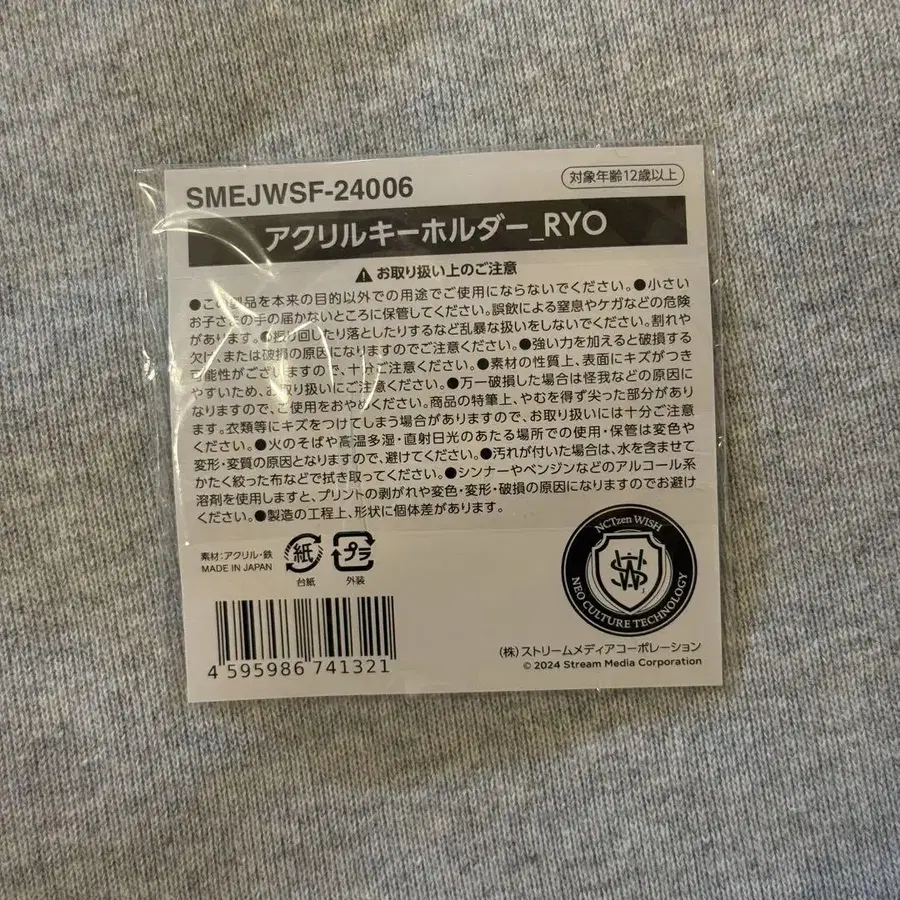 SMEJWSF-24006
対象年齢12歳以上
アクリルキーホルダー_RYO
お取り扱い上のご注意
●この製品を本来の目的以外での用途でご使用にならないでください。●小さい
お子さまの手の届かないところに保管してください。誤飲による窒息やケガなどの危険
があります。●振り回したり落としたりするなど乱暴な扱いをしないでください。割れや
欠け、または破損の原因になりますのでご注意ください。●強い力を加えると破損する
可能性がございますので、十分ご注意ください。●素材の性質上、表面にキズがつき
やすいため、お取り扱いにご注意ください。●万一破損した場合は怪我などの原因に
なりますので、ご使用をおやめください。商品の特筆上、やむを得ず尖った部分があり
ます。衣類等にキズをつけてしまう場合がありますので、お取り扱いには十分ご注意
ください。●火のそばや高温多湿・直射日光のあたる場所での使用・保管は変色や
変形・変質の原因となりますので、避けてください。●汚れが付いた場合は、水を含ませて
かたく絞った布などで拭き取ってください。●シンナーやベンジンなどのアルコール系
溶剤を使用しますと、プリントの剥がれや変色・変形・破損の原因になりますのでお避け
ください。●製造の工程上、形状に個体差があります。
素材:アクリル・鉄
MADE IN JAPAN
紙
台紙
プラ
外装
NCTzen WISH
NEO CULTURE TECHNOLOGY
4 595986 741321
(株)ストリームメディアコーポレーション
© 2024 Stream Media Corporation